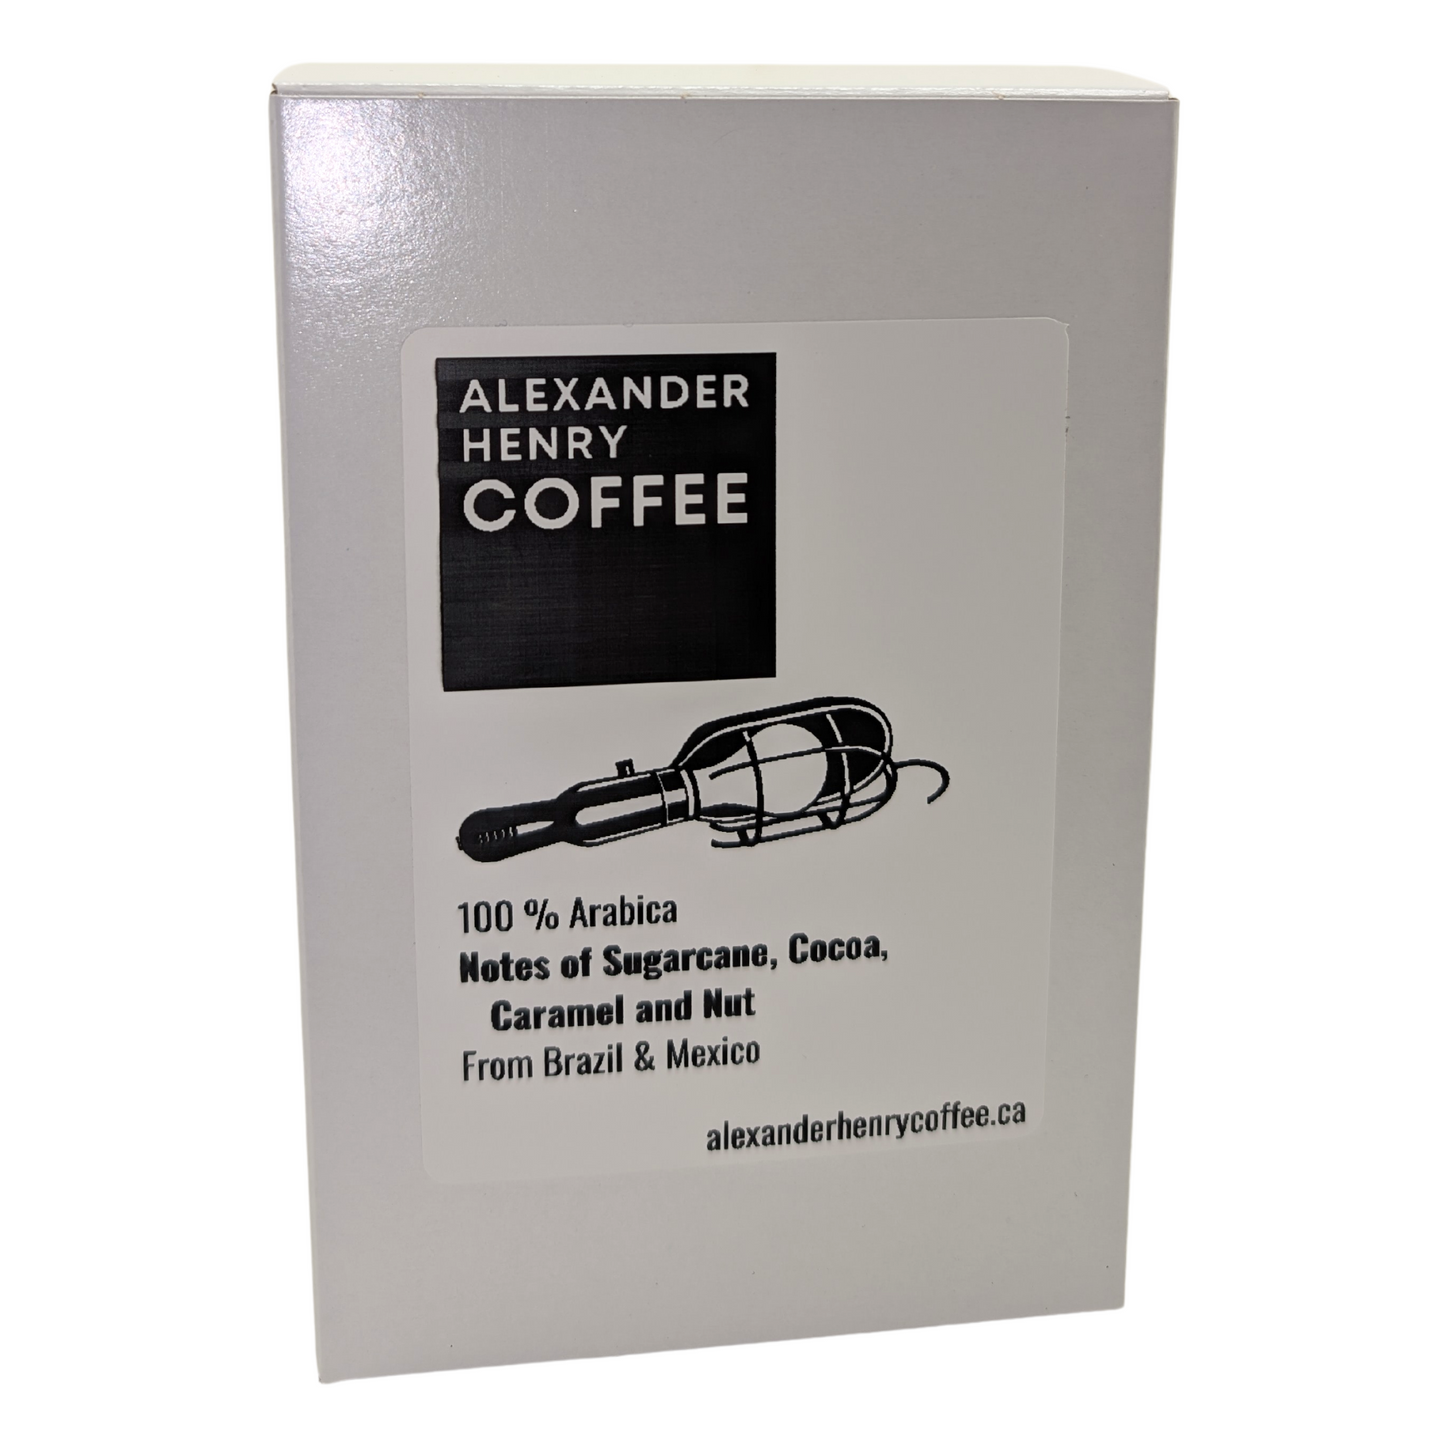 ALEXANDER
HENRY
COFFEE
100 % Arabica
Notes of Sugarcane, Cocoa,
Caramel and Nut
From Brazil & Mexico
alexanderhenrycoffee.ca